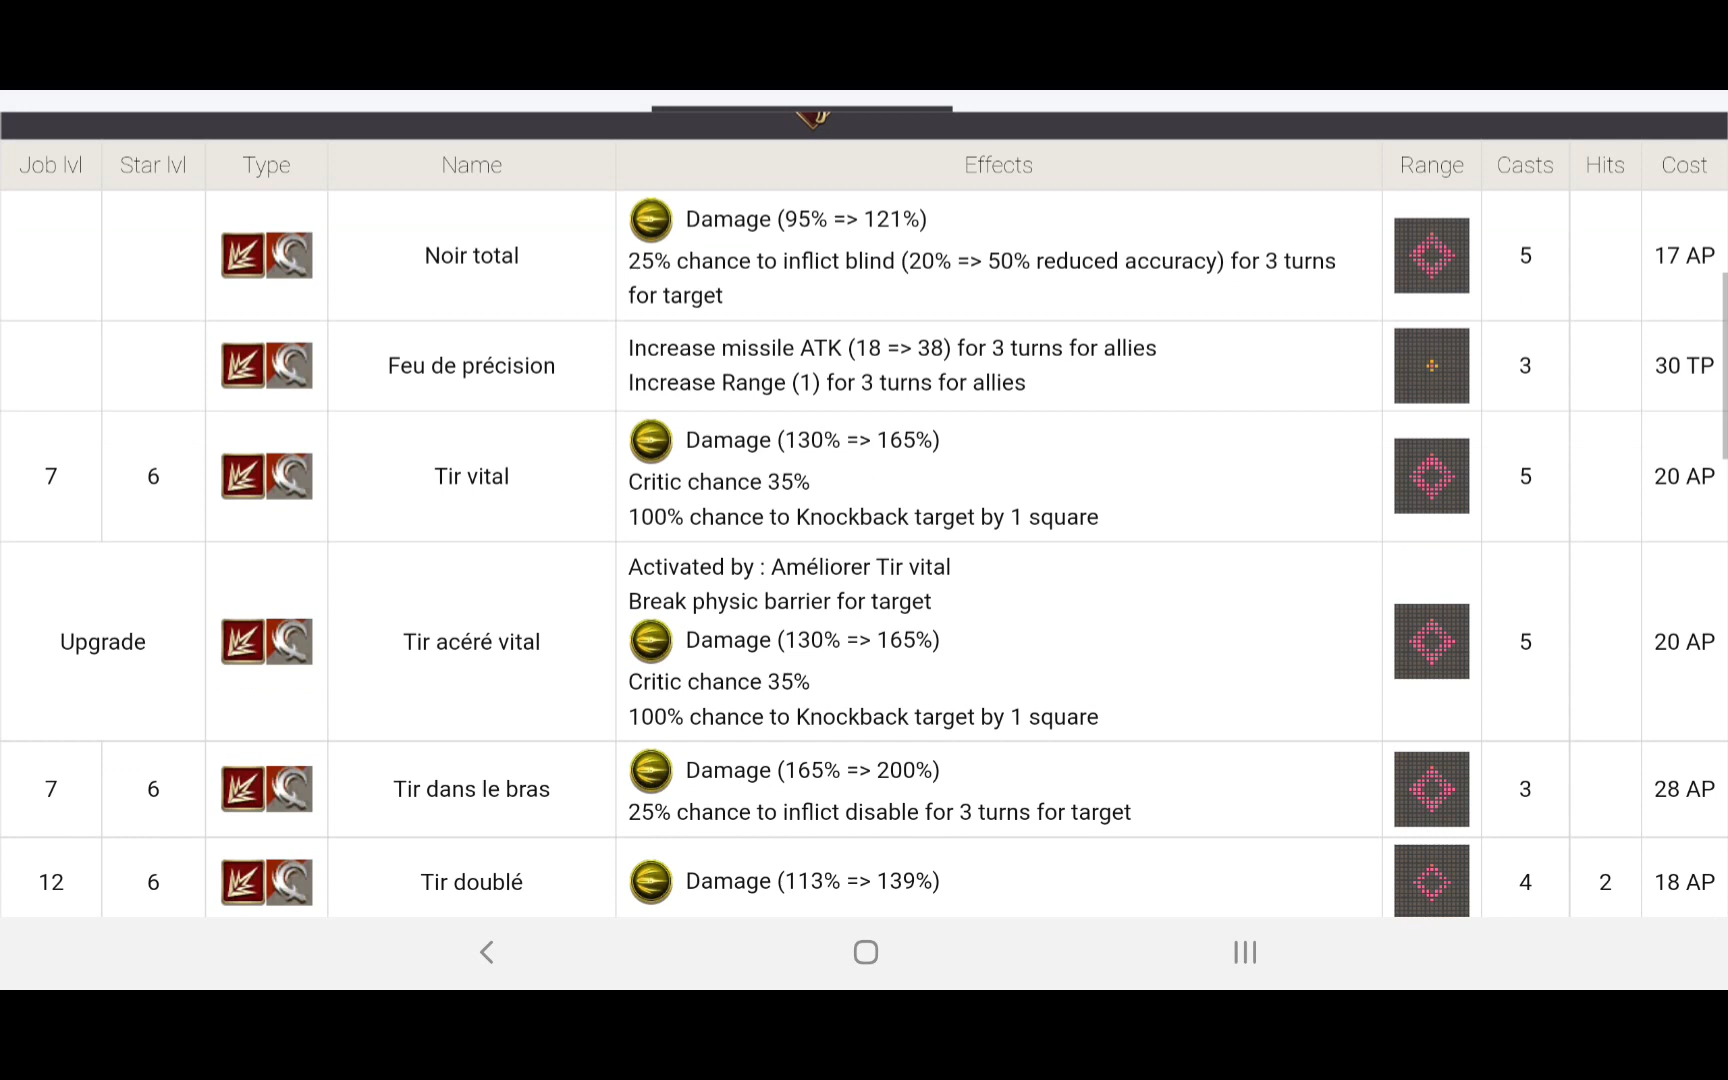 Job lvl Star lvl Type Name Effects Range Casts Hits Cost
Noir total
Damage (95% => 121%)
25% chance to inflict blind (20% => 50% reduced accuracy) for 3 turns
for target
5 17 AP
Feu de précision
Increase missile ATK (18 => 38) for 3 turns for allies
Increase Range (1) for 3 turns for allies
3 30 TP
7 6 Tir vital
Damage (130% => 165%)
Critic chance 35%
100% chance to Knockback target by 1 square
5 20 AP
Upgrade Tir acéré vital
Activated by : Améliorer Tir vital
Break physic barrier for target
Damage (130% => 165%)
Critic chance 35%
100% chance to Knockback target by 1 square
5 20 AP
7 6 Tir dans le bras
Damage (165% => 200%)
25% chance to inflict disable for 3 turns for target
3 28 AP
12 6 Tir doublé Damage (113% => 139%) 4 2 18 AP